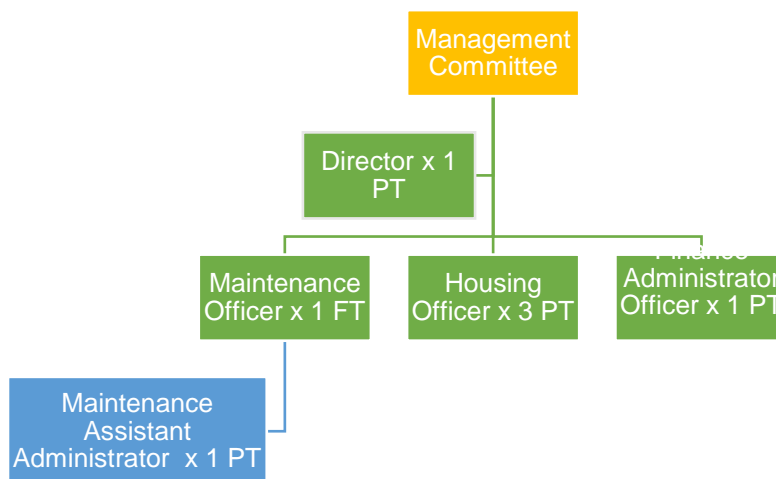 Management
Committee
Director x 1
PT
Maintenance
Officer x 1 FT
Housing
Officer x 3 PT
Finance
Administrator
Officer x 1 PT
Maintenance
Assistant
Administrator x 1 PT